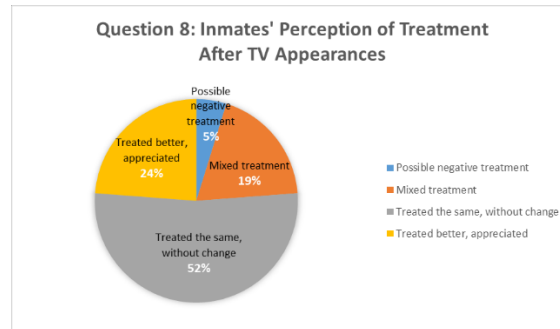 Question 8: Inmates' Perception of Treatment
After TV Appearances
Possible
negative
treatment
5%
Treated better,
appreciated
24%
Mixed treatment
19%
Treated the same,
without change
52%
Possible negative treatment
Mixed treatment
Treated the same, without change
Treated better, appreciated